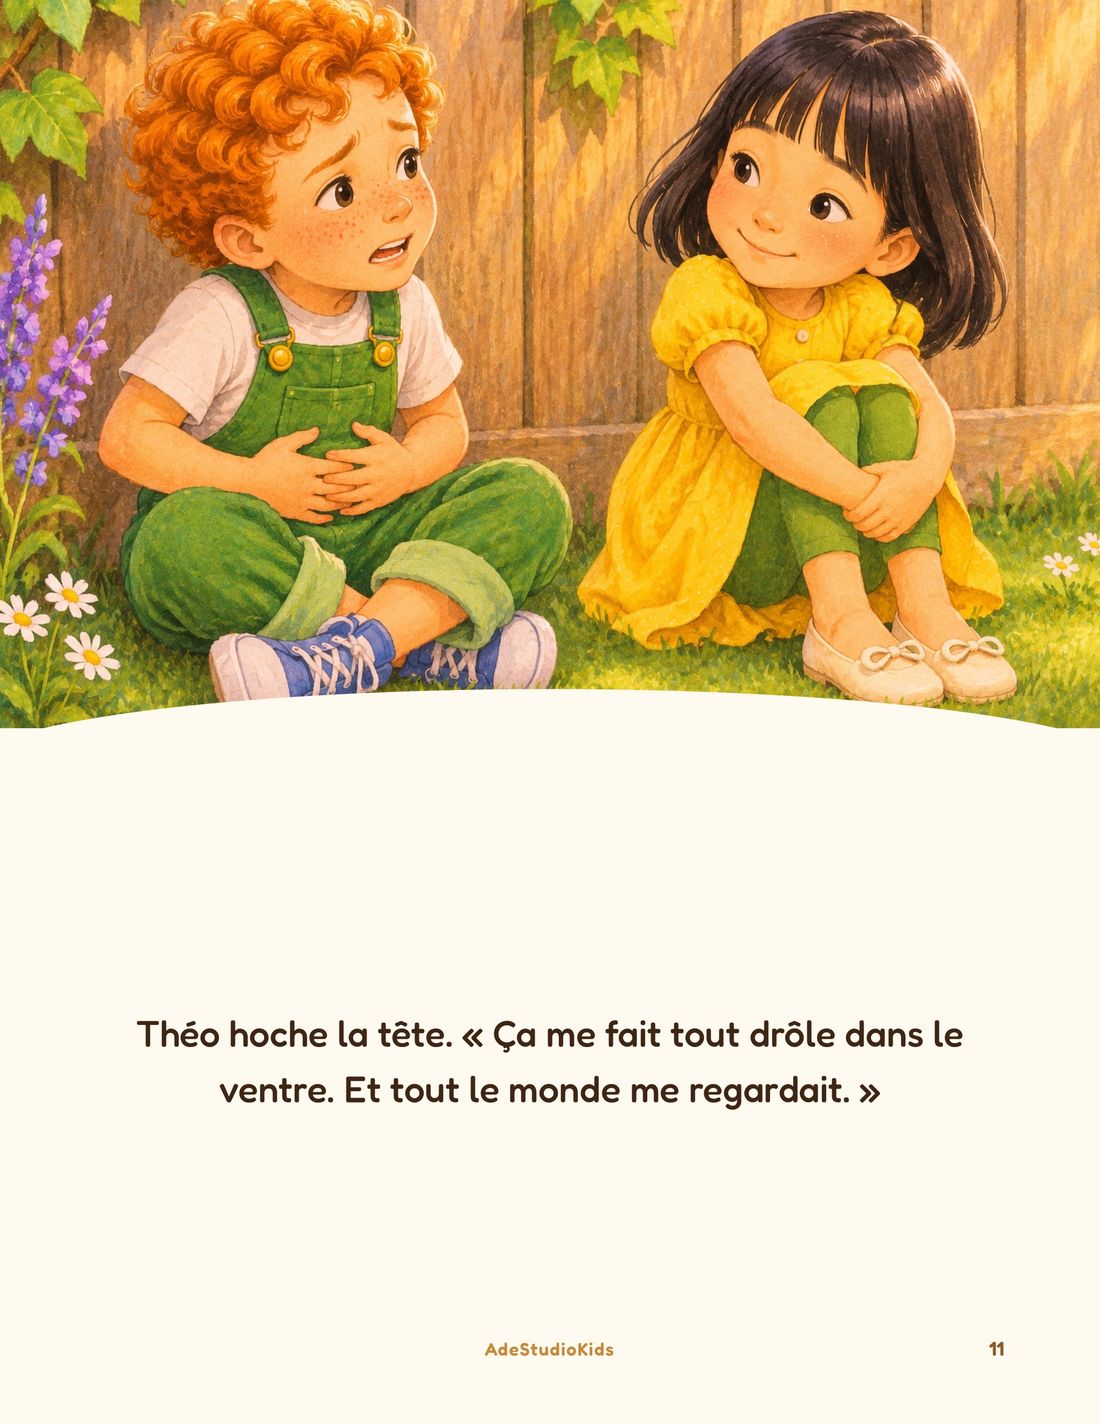 Théo hoche la tête. « Ça me fait tout drôle dans le
ventre. Et tout le monde me regardait. »
AdeStudioKids
11